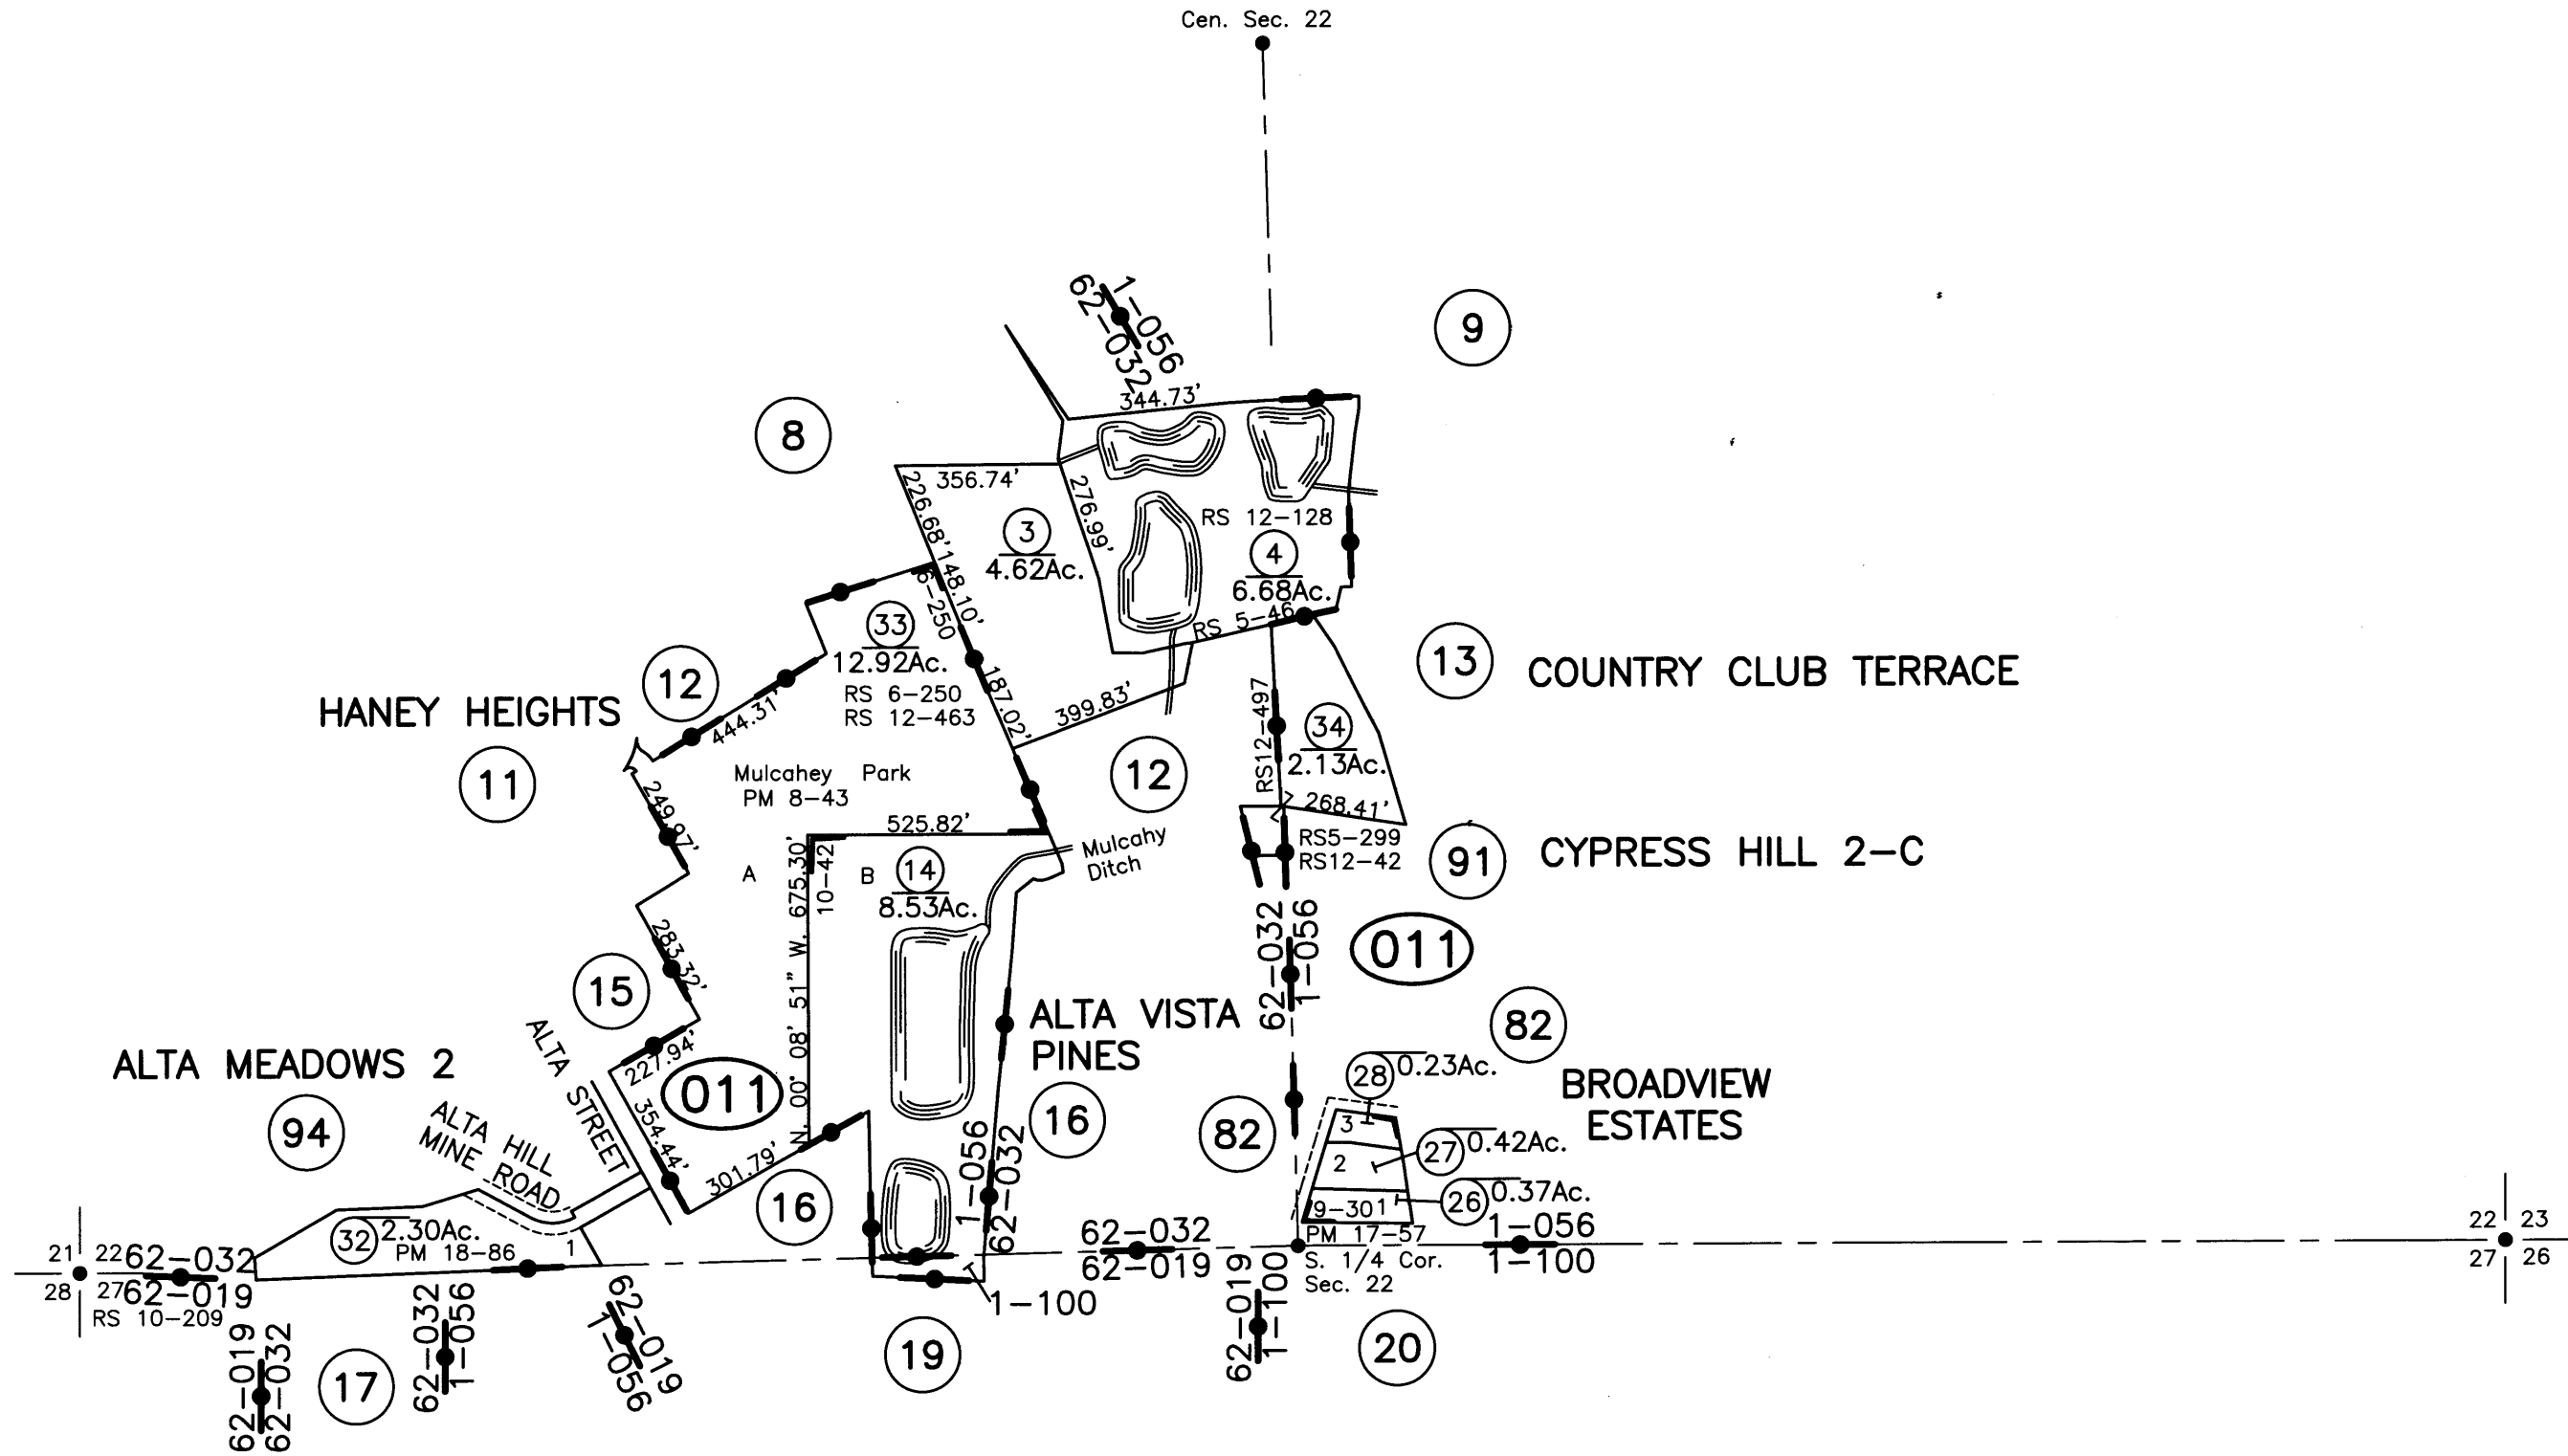 Cen. Sec. 22
1-056
62-032
9
344.73'
8
356.74'
226.68'
276.99'
3
4.62Ac.
RS 12-128
4
6.68Ac.
RS 5-46
148.10'
6-250
33
12.92Ac.
RS 6-250
RS 12-463
187.02'
399.83'
12
HANEY HEIGHTS
444.31'
11
13
COUNTRY CLUB TERRACE
RS12-497
34
2.13Ac.
268.41'
12
Mulcahey Park
PM 8-43
249.97'
525.82'
Mulcahy
Ditch
RS5-299
RS12-42
91
CYPRESS HILL 2-C
A
N. 00° 08' 51" W. 675.30'
10-42
B
14
8.53Ac.
62-032
1-056
011
283.32'
15
ALTA VISTA
PINES
16
82
ALTA MEADOWS 2
94
ALTA STREET
227.94'
011
354.44'
301.79'
16
ALTA HILL
MINE ROAD
1-056
62-032
82
28
0.23Ac.
BROADVIEW
ESTATES
3
27
0.42Ac.
2
26
0.37Ac.
9-301
PM 17-57
S. 1/4 Cor.
Sec. 22
1-056
1-100
22 23
27 26
21 22
28 27
62-032
62-019
RS 10-209
32
2.30Ac.
PM 18-86
1
62-032
62-019
1-100
62-019
1-100
62-019
62-032
17
62-032
1-056
62-019
1-056
19
20